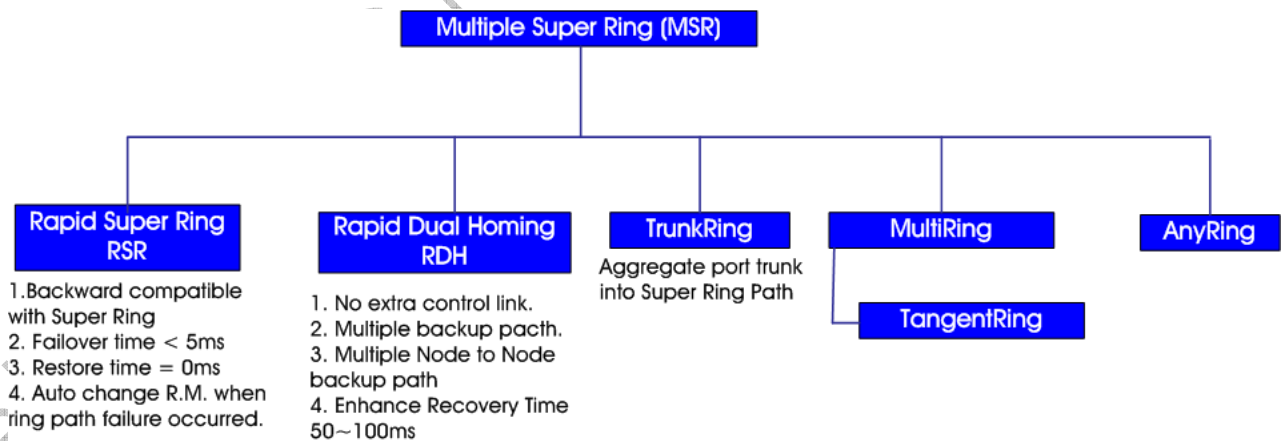 Multiple Super Ring (MSR)
Rapid Super Ring
RSR
1.Backward compatible
with Super Ring
2. Failover time < 5ms
3. Restore time = 0ms
4. Auto change R.M. when
ring path failure occurred.
Rapid Dual Homing
RDH
1. No extra control link.
2. Multiple backup pacth.
3. Multiple Node to Node
backup path
4. Enhance Recovery Time
50~100ms
TrunkRing
Aggregate port trunk
into Super Ring Path
MultiRing
TangentRing
AnyRing